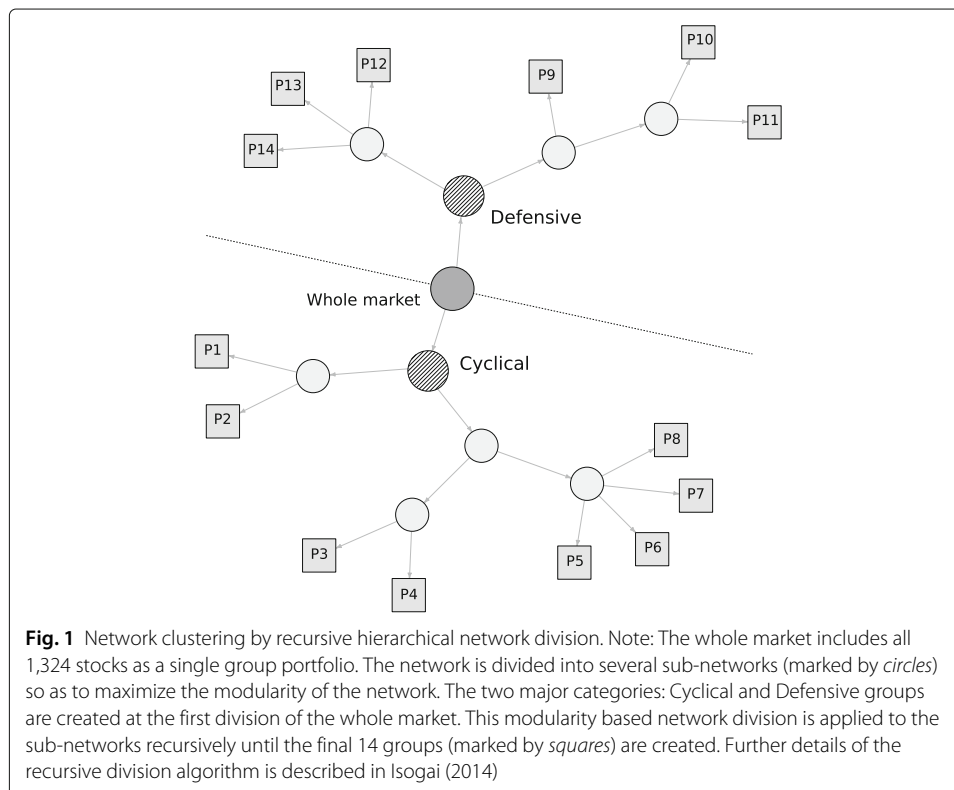 P10
P12
P9
P13
P11
P14
Defensive
Whole market
P1
Cyclical
P2
P8
P7
P6
P3
P5
P4
Fig. 1 Network clustering by recursive hierarchical network division. Note: The whole market includes all
1,324 stocks as a single group portfolio. The network is divided into several sub-networks (marked by circles)
so as to maximize the modularity of the network. The two major categories: Cyclical and Defensive groups
are created at the first division of the whole market. This modularity based network division is applied to the
sub-networks recursively until the final 14 groups (marked by squares) are created. Further details of the
recursive division algorithm is described in Isogai (2014)